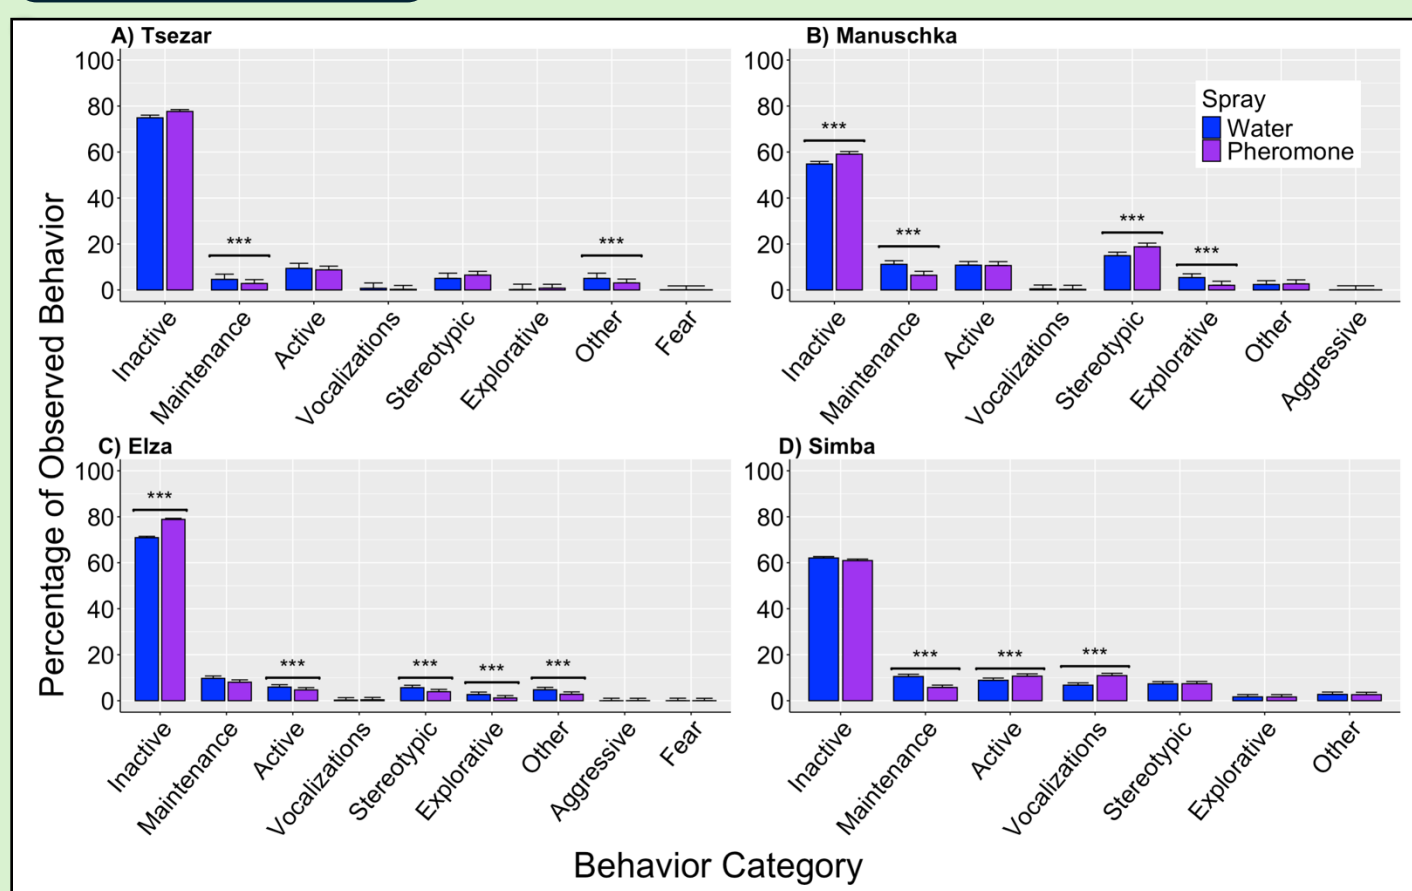 A) Tsezar
100
80
60
40
20
0
***
***
Inactive
Maintenance
Active
Vocalizations
Stereotypic
Explorative
Other
Fear
B) Manuschka
100
80
60
40
20
0
***
***
***
***
Spray
Water
Pheromone
Inactive
Maintenance
Active
Vocalizations
Stereotypic
Explorative
Other
Aggressive
Percentage of Observed Behavior
C) Elza
100
80
60
40
20
0
***
***
***
***
***
Inactive
Maintenance
Active
Vocalizations
Stereotypic
Explorative
Other
Aggressive
Fear
D) Simba
100
80
60
40
20
0
***
***
***
Inactive
Maintenance
Active
Vocalizations
Stereotypic
Explorative
Other
Behavior Category